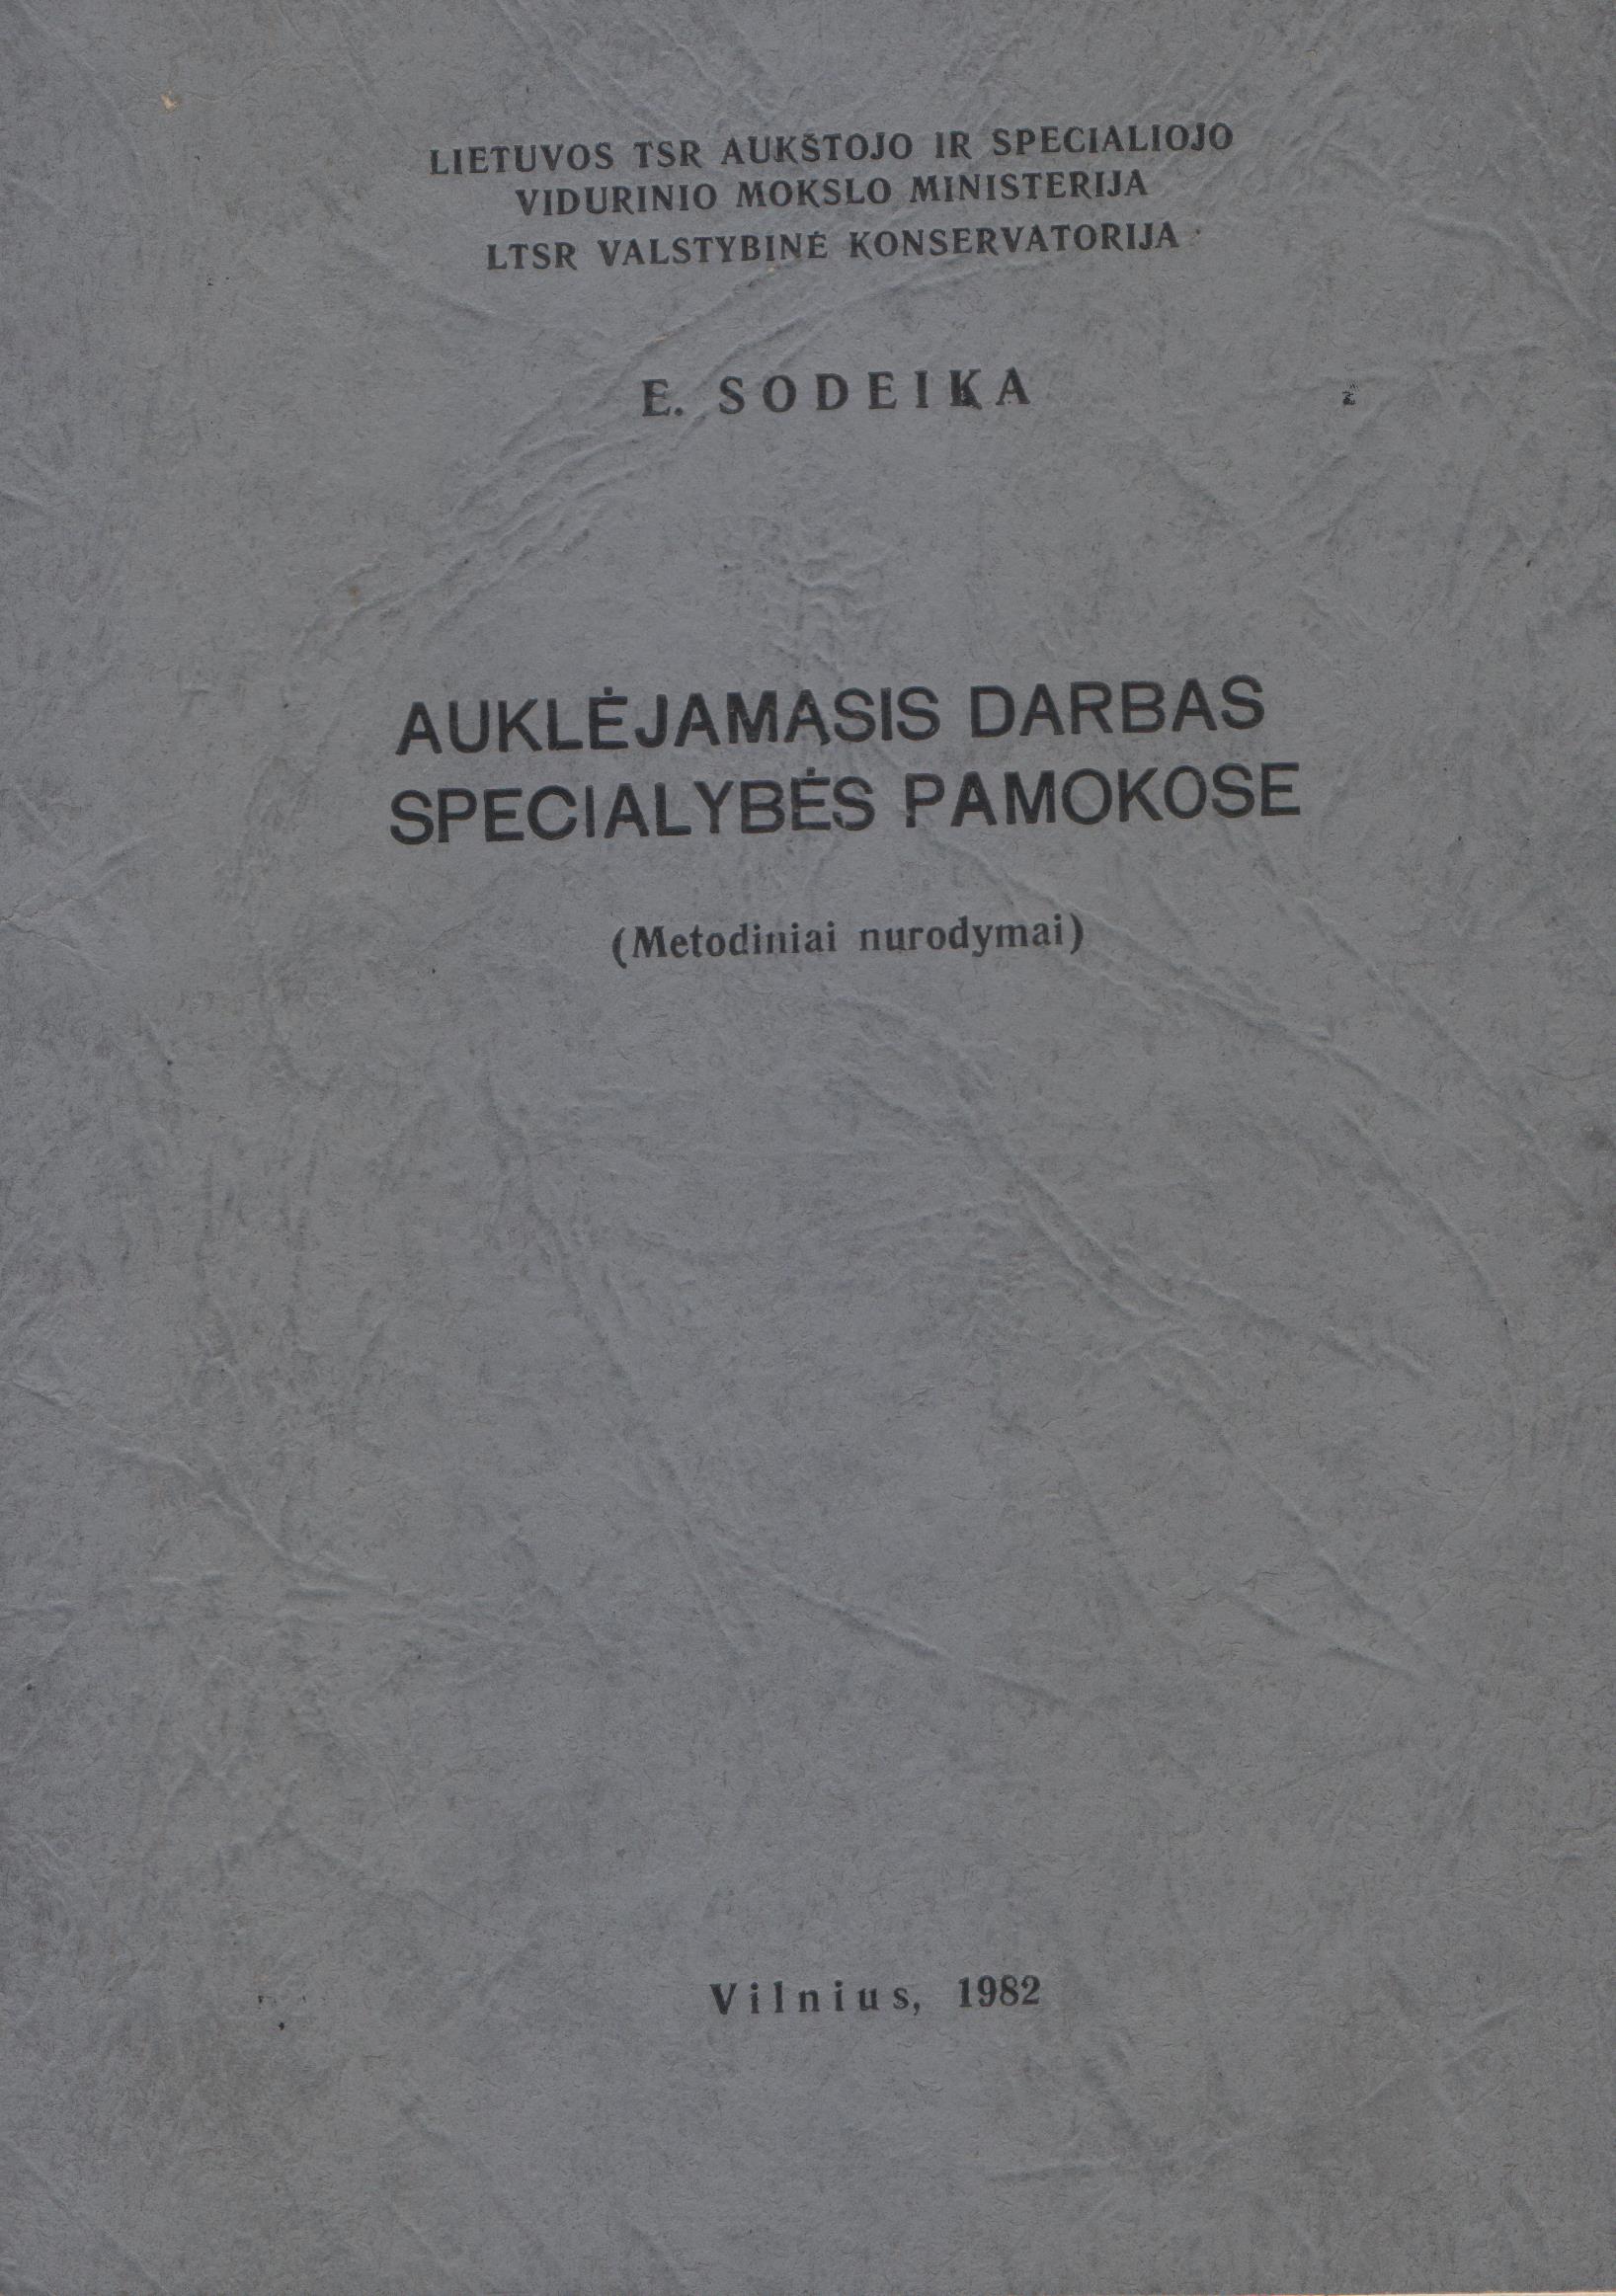 LIETUVOS TSR AUKŠTOJO IR SPECIALIOJO
VIDURINIO MOKSLO MINISTERIJA
LTSR VALSTYBINĖ KONSERVATORIJA
E. SODEIKA
AUKLĖJAMĄSIS DARBAS
SPECIALYBĖS PAMOKOSE
(Metodiniai nurodymai)
Vilnius, 1982